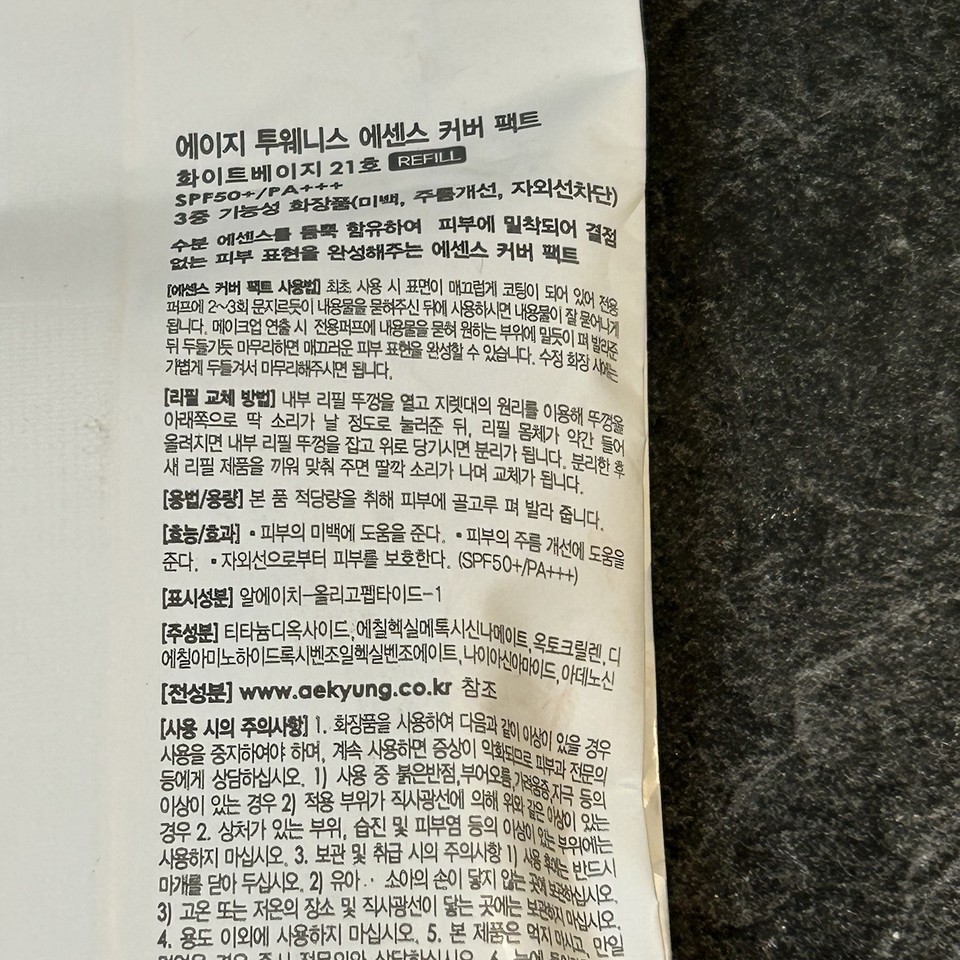 에이지 투웨니스 에센스 커버 팩트
화이트베이지 21호 REFILL
SPF50+/PA+++
3중 기능성 화장품(미백, 주름개선, 자외선차단)
수분 에센스를 듬뿍 함유하여 피부에 밀착되어 결점
없는 피부 표현을 완성해주는 에센스 커버 팩트
[에센스 커버 팩트 사용법] 최초 사용 시 표면이 매끄럽게 코팅이 되어 있어 전용
퍼프에 2~3회 문지르듯이 내용물을 묻혀주신 뒤에 사용하시면 내용물이 잘 묻어나게
됩니다. 메이크업 연출 시 전용퍼프에 내용물을 묻혀 원하는 부위에 밀듯이 펴 발라준
뒤 두들기듯 마무리하면 매끄러운 피부 표현을 완성할 수 있습니다. 수정 화장 시에는
가볍게 두들겨서 마무리해주시면 됩니다.
[리필 교체 방법] 내부 리필 뚜껑을 열고 지렛대의 원리를 이용해 뚜껑을
아래쪽으로 딱 소리가 날 정도로 눌러준 뒤, 리필 몸체가 약간 들어
올려지면 내부 리필 뚜껑을 잡고 위로 당기시면 분리가 됩니다. 분리한 후
새 리필 제품을 끼워 맞춰 주면 딸깍 소리가 나며 교체가 됩니다.
[용법/용량] 본 품 적당량을 취해 피부에 골고루 펴 발라 줍니다.
[효능/효과] ▪피부의 미백에 도움을 준다. ▪피부의 주름 개선에 도움을
준다. ▪자외선으로부터 피부를 보호한다. (SPF50+/PA+++)
[표시성분] 알에이치-올리고펩타이드-1
[주성분] 티타늄디옥사이드, 에칠헥실메톡시신나메이트, 옥토크릴렌, 디
에칠아미노하이드록시벤조일헥실벤조에이트, 나이아신아마이드, 아데노신
[전성분] www.aekyung.co.kr 참조
[사용 시의 주의사항] 1. 화장품을 사용하여 다음과 같이 이상이 있을 경우
사용을 중지하여야 하며, 계속 사용하면 증상이 악화되므로 피부과 전문의
등에게 상담하십시오. 1) 사용 중 붉은반점, 부어오름, 가려움증, 자극 등의
이상이 있는 경우 2) 적용 부위가 직사광선에 의해 위와 같은 이상이 있는
경우 2. 상처가 있는 부위, 습진 및 피부염 등의 이상이 있는 부위에는
사용하지 마십시오. 3. 보관 및 취급 시의 주의사항 1) 사용 후에는 반드시
마개를 닫아 두십시오. 2) 유아·소아의 손이 닿지 않는 곳에 보관하십시오.
3) 고온 또는 저온의 장소 및 직사광선이 닿는 곳에는 보관하지 마십시오.
4. 용도 이외에 사용하지 마십시오. 5. 본 제품은 먹지 마시고, 만일